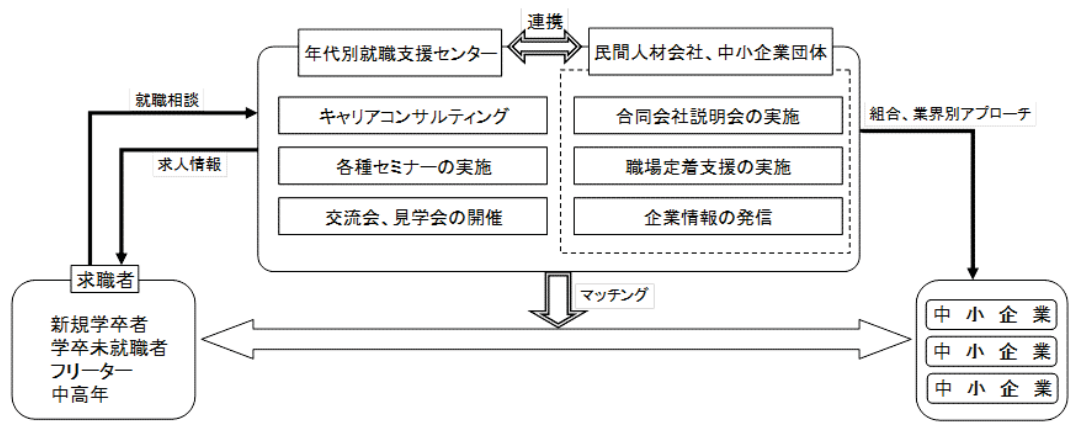 連携
年代別就職支援センター
民間人材会社、中小企業団体
就職相談
キャリアコンサルティング
合同会社説明会の実施
組合、業界別アプローチ
求人情報
各種セミナーの実施
職場定着支援の実施
交流会、見学会の開催
企業情報の発信
求職者
マッチング
新規学卒者
学卒未就職者
フリーター
中高年
中小企業
中小企業
中小企業